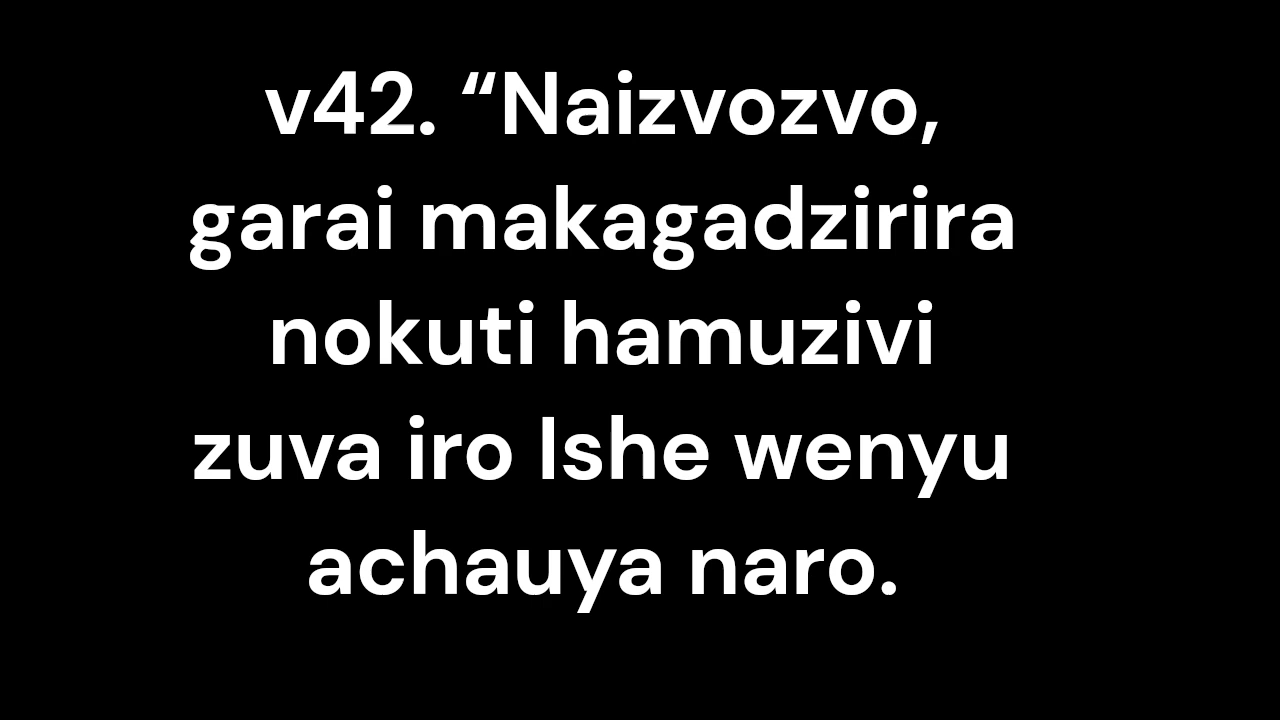 v42. “Naizvozvo,
garai makagadzirira
nokuti hamuzivi
zuva iro Ishe wenyu
achauya naro.